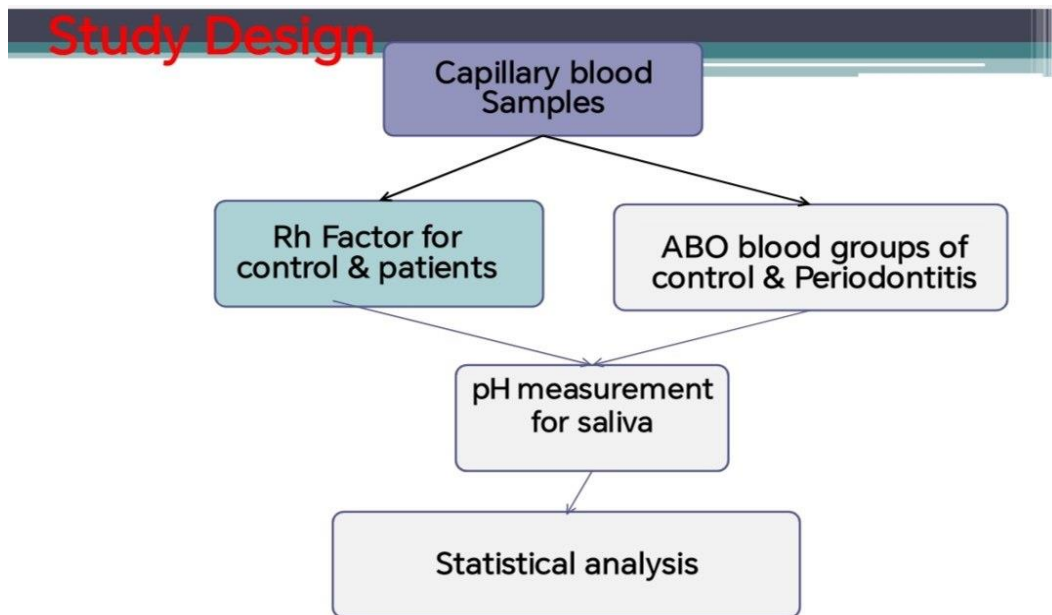 Study Design
Capillary blood
Samples
Rh Factor for
control & patients
ABO blood groups of
control & Periodontitis
pH measurement
for saliva
Statistical analysis